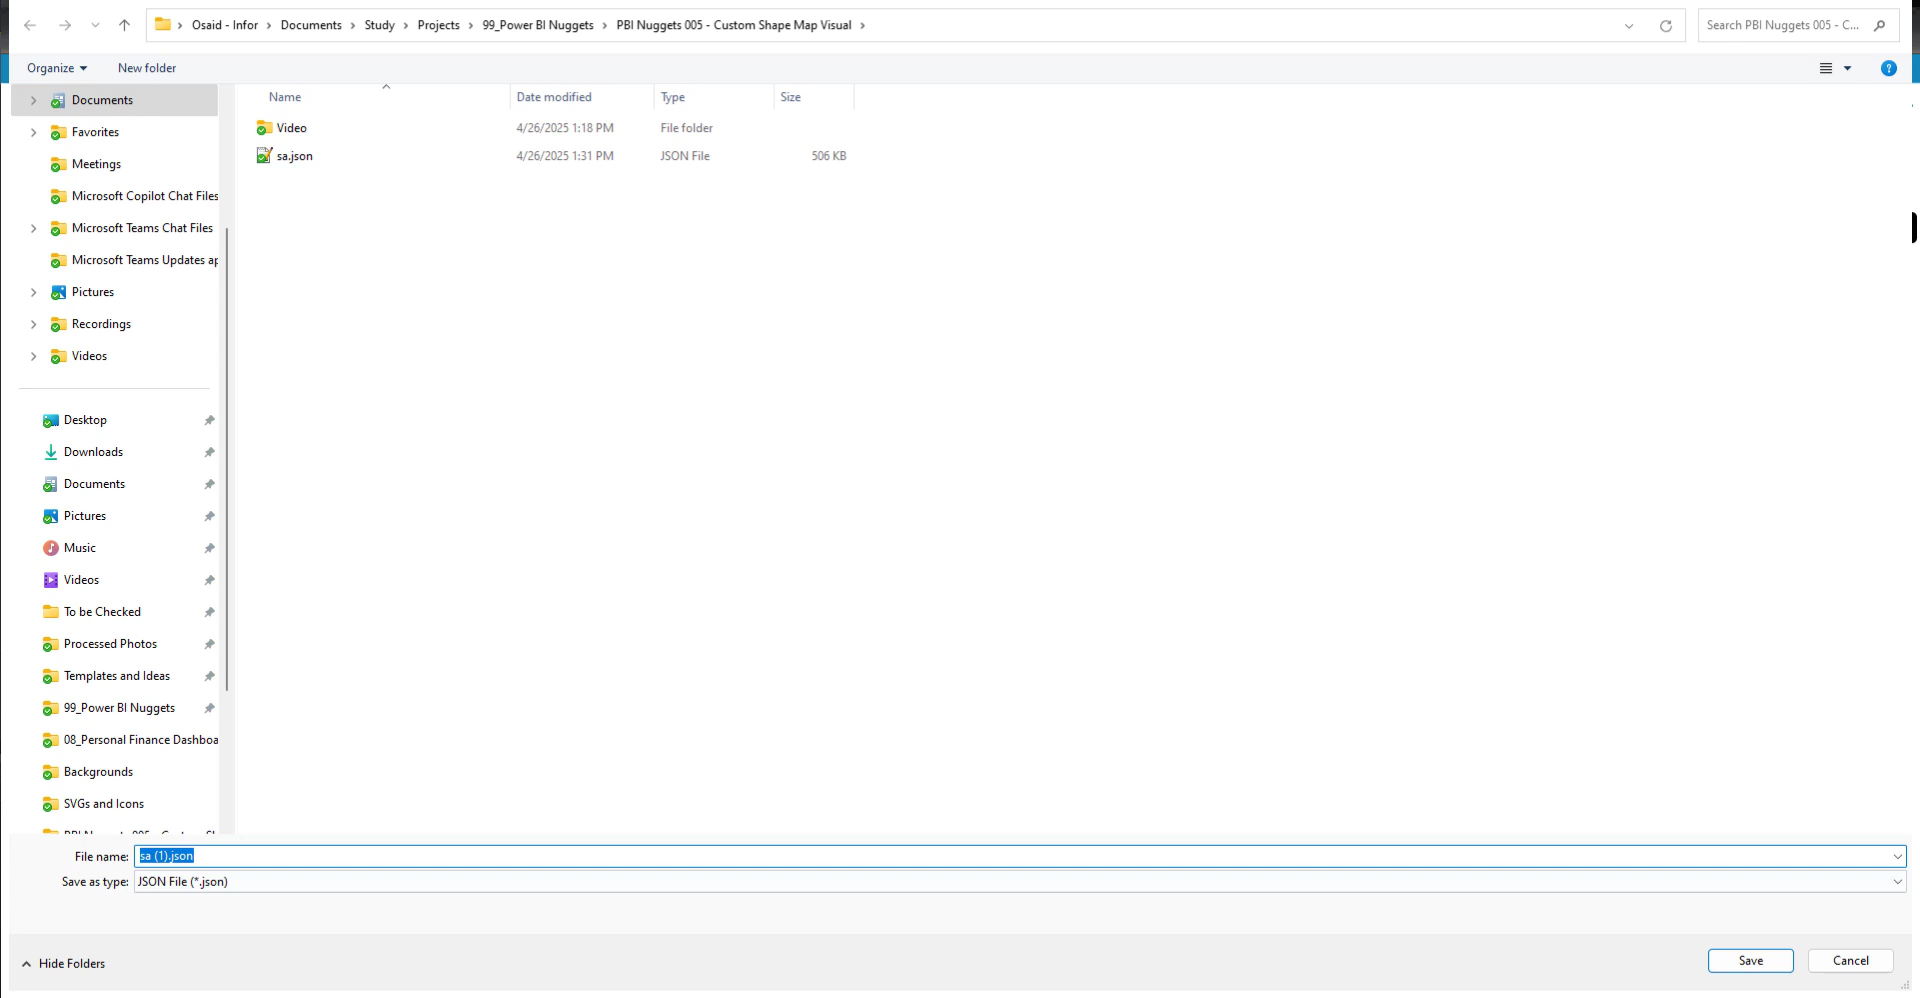 Osaid - Infor > Documents > Study > Projects > 99_Power BI Nuggets > PBI Nuggets 005 - Custom Shape Map Visual >
Search PBI Nuggets 005 - C...
Organize
New folder
Documents
Favorites
Meetings
Microsoft Copilot Chat Files
Microsoft Teams Chat Files
Microsoft Teams Updates ap
Pictures
Recordings
Videos
Desktop
Downloads
Documents
Pictures
Music
Videos
To be Checked
Processed Photos
Templates and Ideas
99_Power BI Nuggets
08_Personal Finance Dashboa
Backgrounds
SVGs and Icons
Name Date modified Type Size
Video 4/26/2025 1:18 PM File folder
sa.json 4/26/2025 1:31 PM JSON File 506 KB
File name: sa (1).json
Save as type: JSON File (*.json)
Hide Folders
Save
Cancel